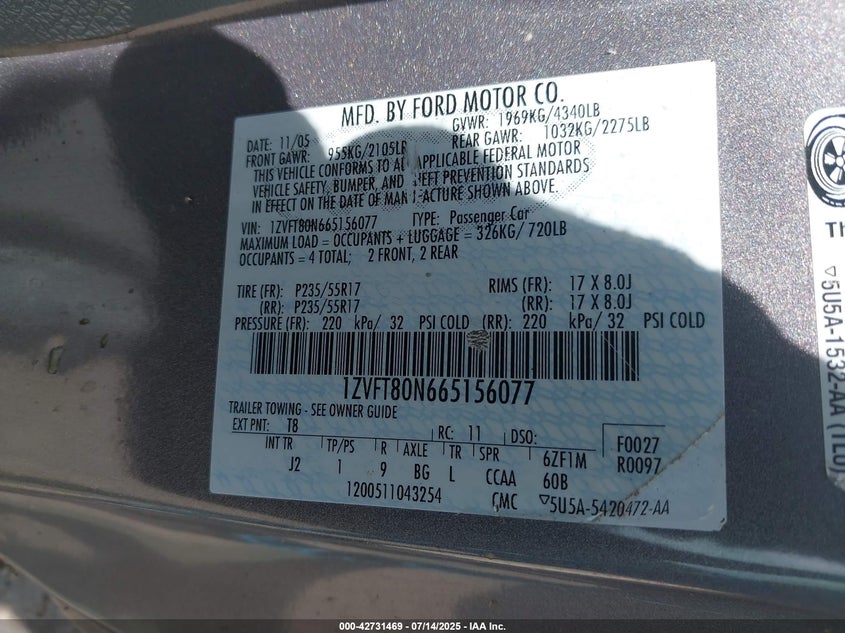 MFD. BY FORD MOTOR CO.
DATE: 11/05 GVWR: 1969KG/4340LB
FRONT GAWR: 955KG/2105LB REAR GAWR: 1032KG/2275LB
THIS VEHICLE CONFORMS TO APPLICABLE FEDERAL MOTOR
VEHICLE SAFETY, BUMPER, AND THEFT PREVENTION STANDARDS
IN EFFECT ON THE DATE OF MANUFACTURE SHOWN ABOVE.
VIN: 1ZVFT80N665156077 TYPE: Passenger Car
MAXIMUM LOAD = OCCUPANTS + LUGGAGE = 326KG/ 720LB
OCCUPANTS = 4 TOTAL; 2 FRONT, 2 REAR
TIRE (FR): P235/55R17 RIMS (FR): 17 X 8.0J
(RR): P235/55R17 (RR): 17 X 8.0J
PRESSURE (FR): 220 kPa/ 32 PSI COLD (RR): 220 kPa/ 32 PSI COLD
1ZVFT80N665156077
TRAILER TOWING - SEE OWNER GUIDE
EXT PNT: T8 RC: 11 DSO: F0027
INT TR TP/PS R AXLE TR SPR 6ZF1M R0097
J2 1 9 BG L CCAA 60B
1200511043254 CMC ▽5U5A-5420472-AA
Th
▽5U5A-1532-AA (TLO)
000-42731469 | 07/14/2025 | IAA Inc.